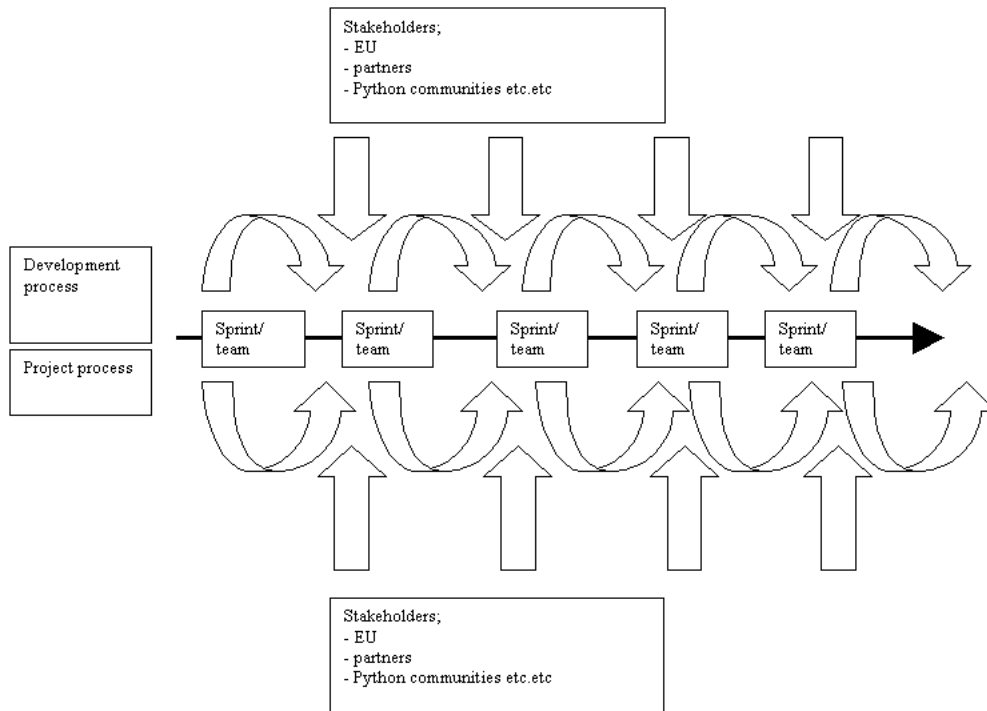 Stakeholders;
- EU
- partners
- Python communities etc.etc
Development
process
Project process
Sprint/
team
Sprint/
team
Sprint/
team
Sprint/
team
Sprint/
team
Stakeholders;
- EU
- partners
- Python communities etc.etc